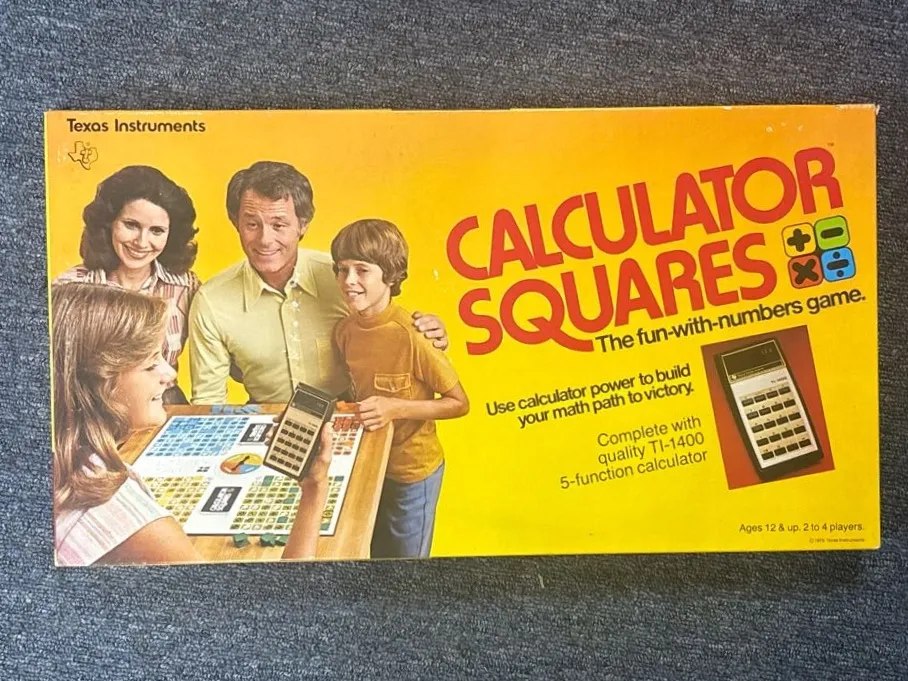 Texas Instruments
CALCULATOR
SQUARES
™
The fun-with-numbers game.
Use calculator power to build
your math path to victory.
Complete with
quality TI-1400
5-function calculator
Ages 12 & up. 2 to 4 players.